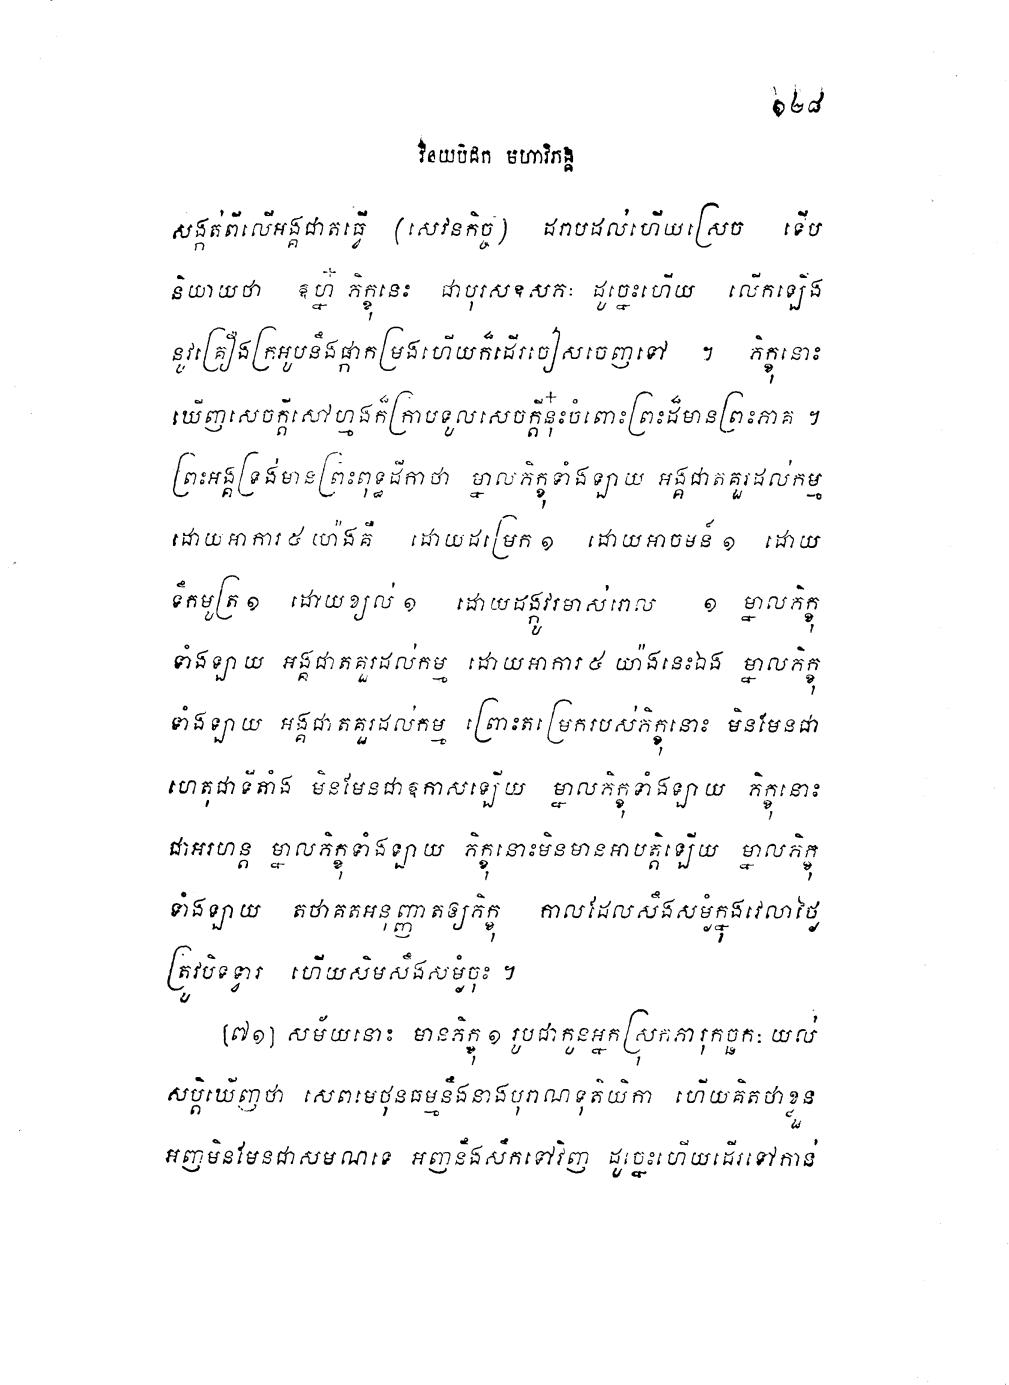 ១២៨
វិនយបិដក មហាវិភង្គ
សង្កត់ពីលើអង្គជាតធ្វើ (សេវនកិច្ច) ដរាបដល់ហើយស្រេច ទើប
និយាយថា ឱហ្ន៎ ភិក្ខុនេះ ជាបុរសឧសភៈ ដូច្នេះហើយ លើកឡើង
នូវគ្រឿងក្រអូបនឹងផ្កាកម្រងហើយក៏ដើរចៀសចេញទៅ ។ ភិក្ខុនោះ
ឃើញសេចក្តីសៅហ្មងក៏ក្រាបទូលសេចក្តីនុ៎ះចំពោះព្រះដ៏មានព្រះភាគ ។
ព្រះអង្គទ្រង់មានព្រះពុទ្ធដីកាថា ម្នាលភិក្ខុទាំងឡាយ អង្គជាតគួរដល់កម្ម
ដោយអាការ ៥ យ៉ាងគឺ ដោយដម្រេក ១ ដោយអាចមន៍ ១ ដោយ
ទឹកមូត្រ ១ ដោយខ្យល់ ១ ដោយដង្កូវរមាស់ពេល ១ ម្នាលភិក្ខុ
ទាំងឡាយ អង្គជាតគួរដល់កម្ម ដោយអាការ ៥ យ៉ាងនេះឯង ម្នាលភិក្ខុ
ទាំងឡាយ អង្គជាតគួរដល់កម្ម ព្រោះតម្រេករបស់ភិក្ខុនោះ មិនមែនជា
ហេតុជាទីតាំង មិនមែនជាឱកាសឡើយ ម្នាលភិក្ខុទាំងឡាយ ភិក្ខុនោះ
ជាអរហន្ត ម្នាលភិក្ខុទាំងឡាយ ភិក្ខុនោះមិនមានអាបត្តិឡើយ ម្នាលភិក្ខុ
ទាំងឡាយ តថាគតអនុញ្ញាតឲ្យភិក្ខុ កាលដែលសឹងសម្ងំក្នុងវេលាថ្ងៃ
ត្រូវបិទទ្វារ ហើយសិមសឹងសម្ងំចុះ ។
[៧១] សម័យនោះ មានភិក្ខុ ១ រូបជាកូនអ្នកស្រុកភារុកច្ឆកៈ យល់
សប្តិឃើញថា សេពមេថុនធម្មនឹងនាងបុរាណទុតិយិកា ហើយគិតថាខ្លួន
អញមិនមែនជាសមណទេ អញនឹងសឹកទៅវិញ ដូច្នេះហើយដើរទៅកាន់